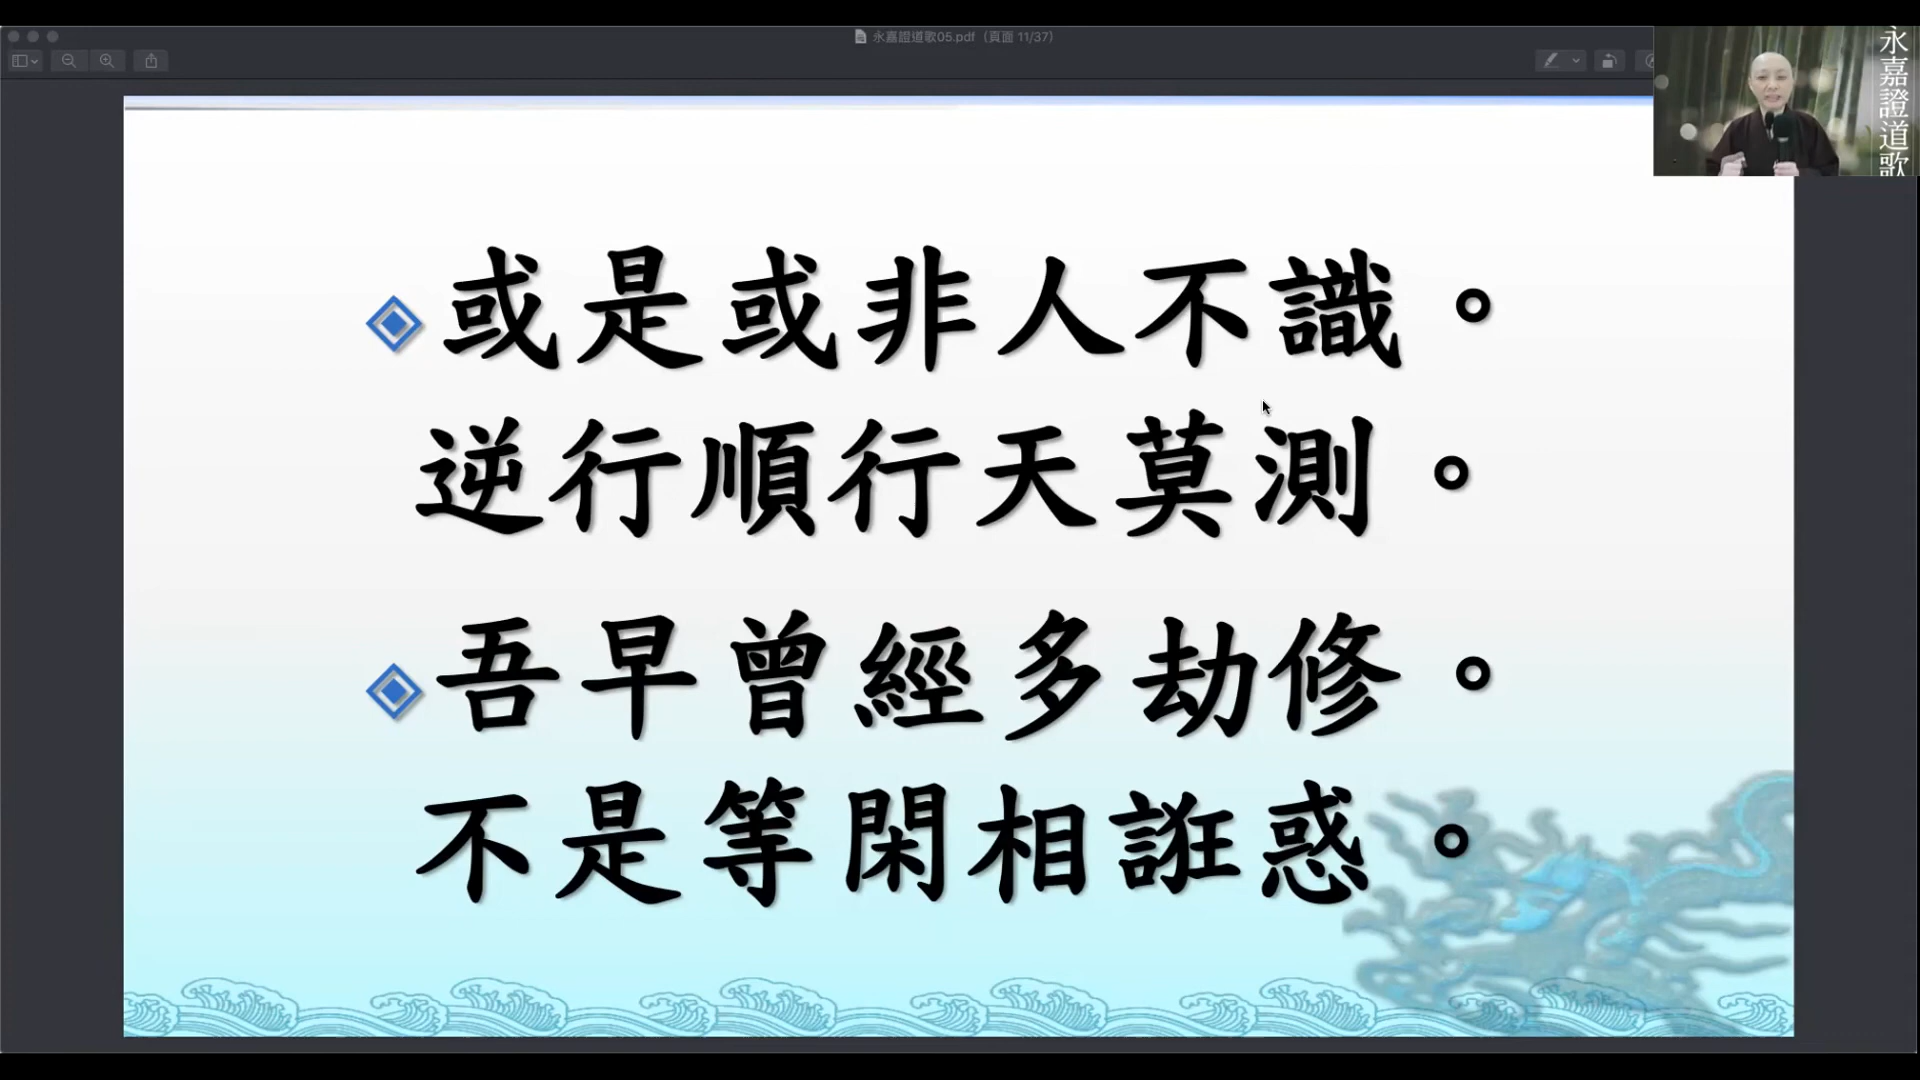 永嘉證道歌05.pdf（頁面 11/37）
永嘉證道歌
或是或非人不識。
逆行順行天莫測。
吾早曾經多劫修。
不是等閑相誑惑。